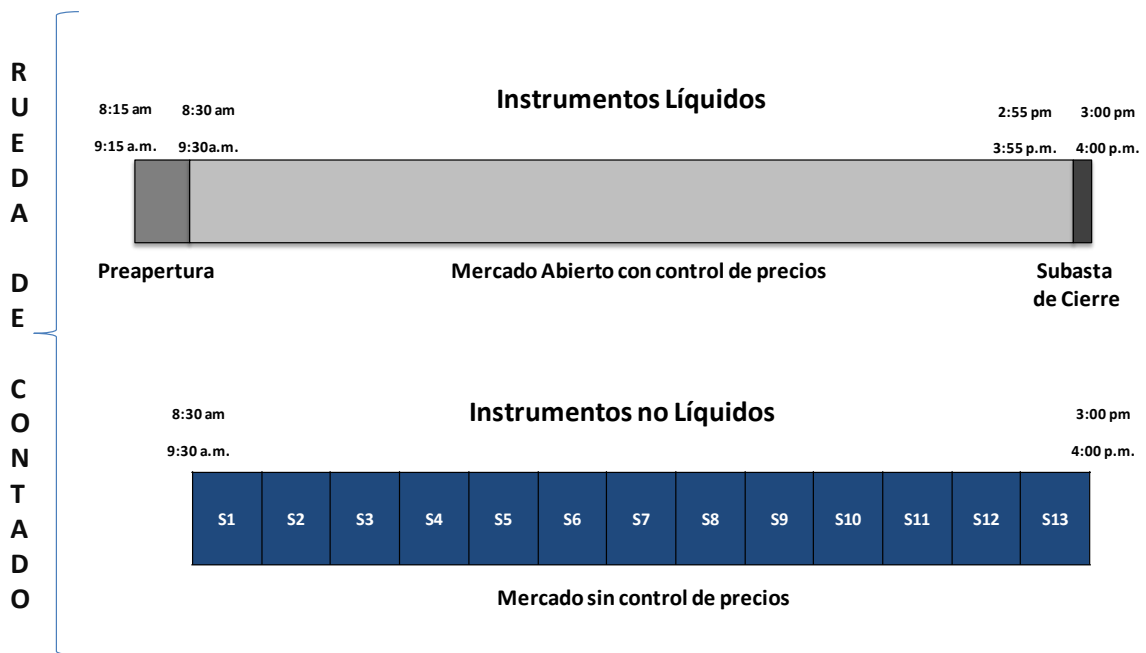 RUEDA DE CONTADO
Instrumentos Líquidos
8:15 am 8:30 am 2:55 pm 3:00 pm
9:15 a.m. 9:30a.m. 3:55 p.m. 4:00 p.m.
Preapertura Mercado Abierto con control de precios Subasta
de Cierre
Instrumentos no Líquidos
8:30 am 3:00 pm
9:30 a.m. 4:00 p.m.
S1 S2 S3 S4 S5 S6 S7 S8 S9 S10 S11 S12 S13
Mercado sin control de precios